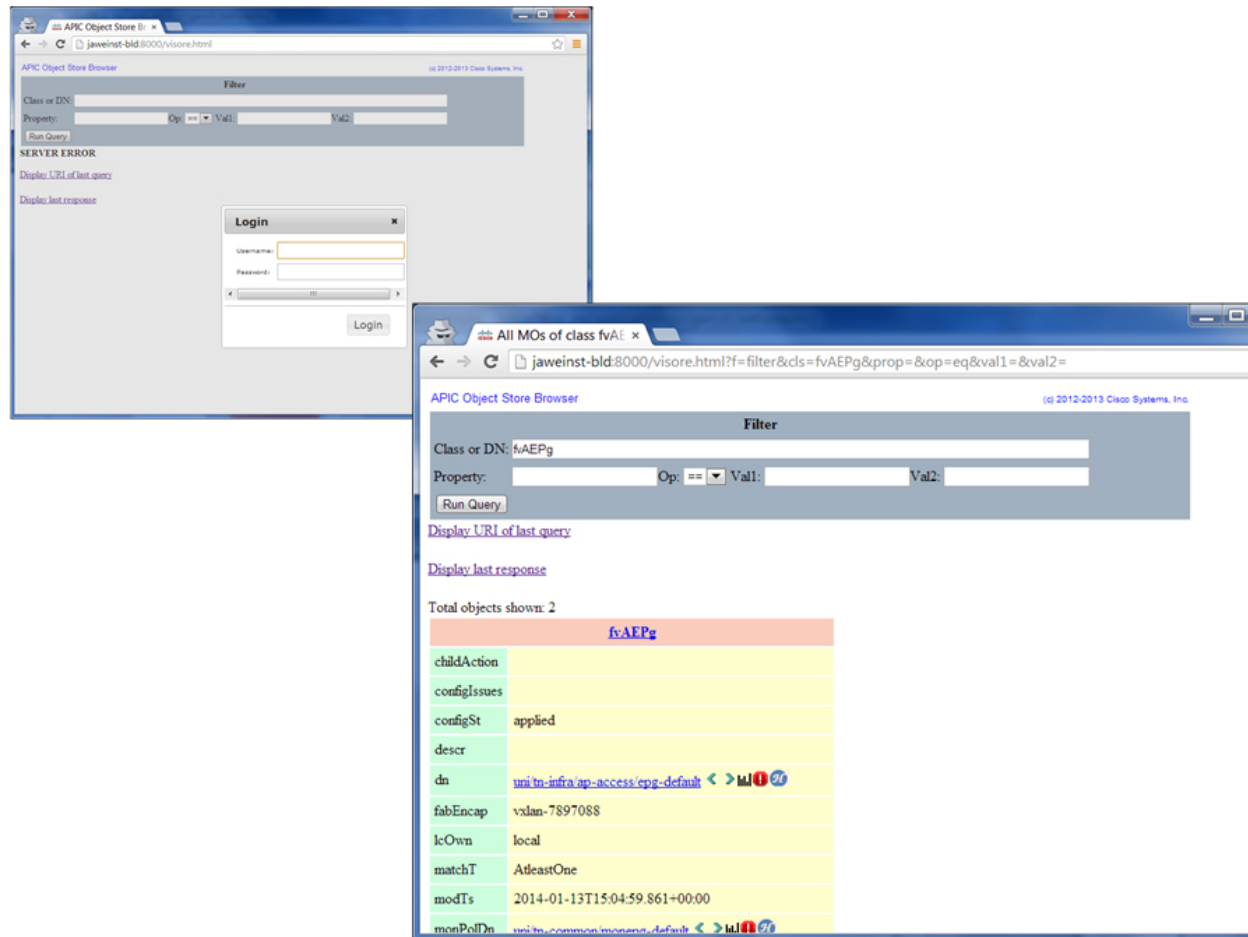 APIC Object Store Br
jaweinst-bld:8000/visore.html
APIC Object Store Browser (c) 2012-2013 Cisco Systems, Inc.
Filter
Class or DN:
Property: Op: == Val1: Val2:
Run Query
SERVER ERROR
Display URI of last query
Display last response
Login
Username:
Password:
Login
All MOs of class fvAE
jaweinst-bld:8000/visore.html?f=filter&cls=fvAEPg&prop=&op=eq&val1=&val2=
APIC Object Store Browser (c) 2012-2013 Cisco Systems, Inc.
Filter
Class or DN: fvAEPg
Property: Op: == Val1: Val2:
Run Query
Display URI of last query
Display last response
Total objects shown: 2
fvAEPg
childAction
configIssues
configSt applied
descr
dn uni/tn-infra/ap-access/epg-default
fabEncap vxlan-7897088
lcOwn local
matchT AtleastOne
modTs 2014-01-13T15:04:59.861+00:00
monPolDn uni/tn-common/monepg-default